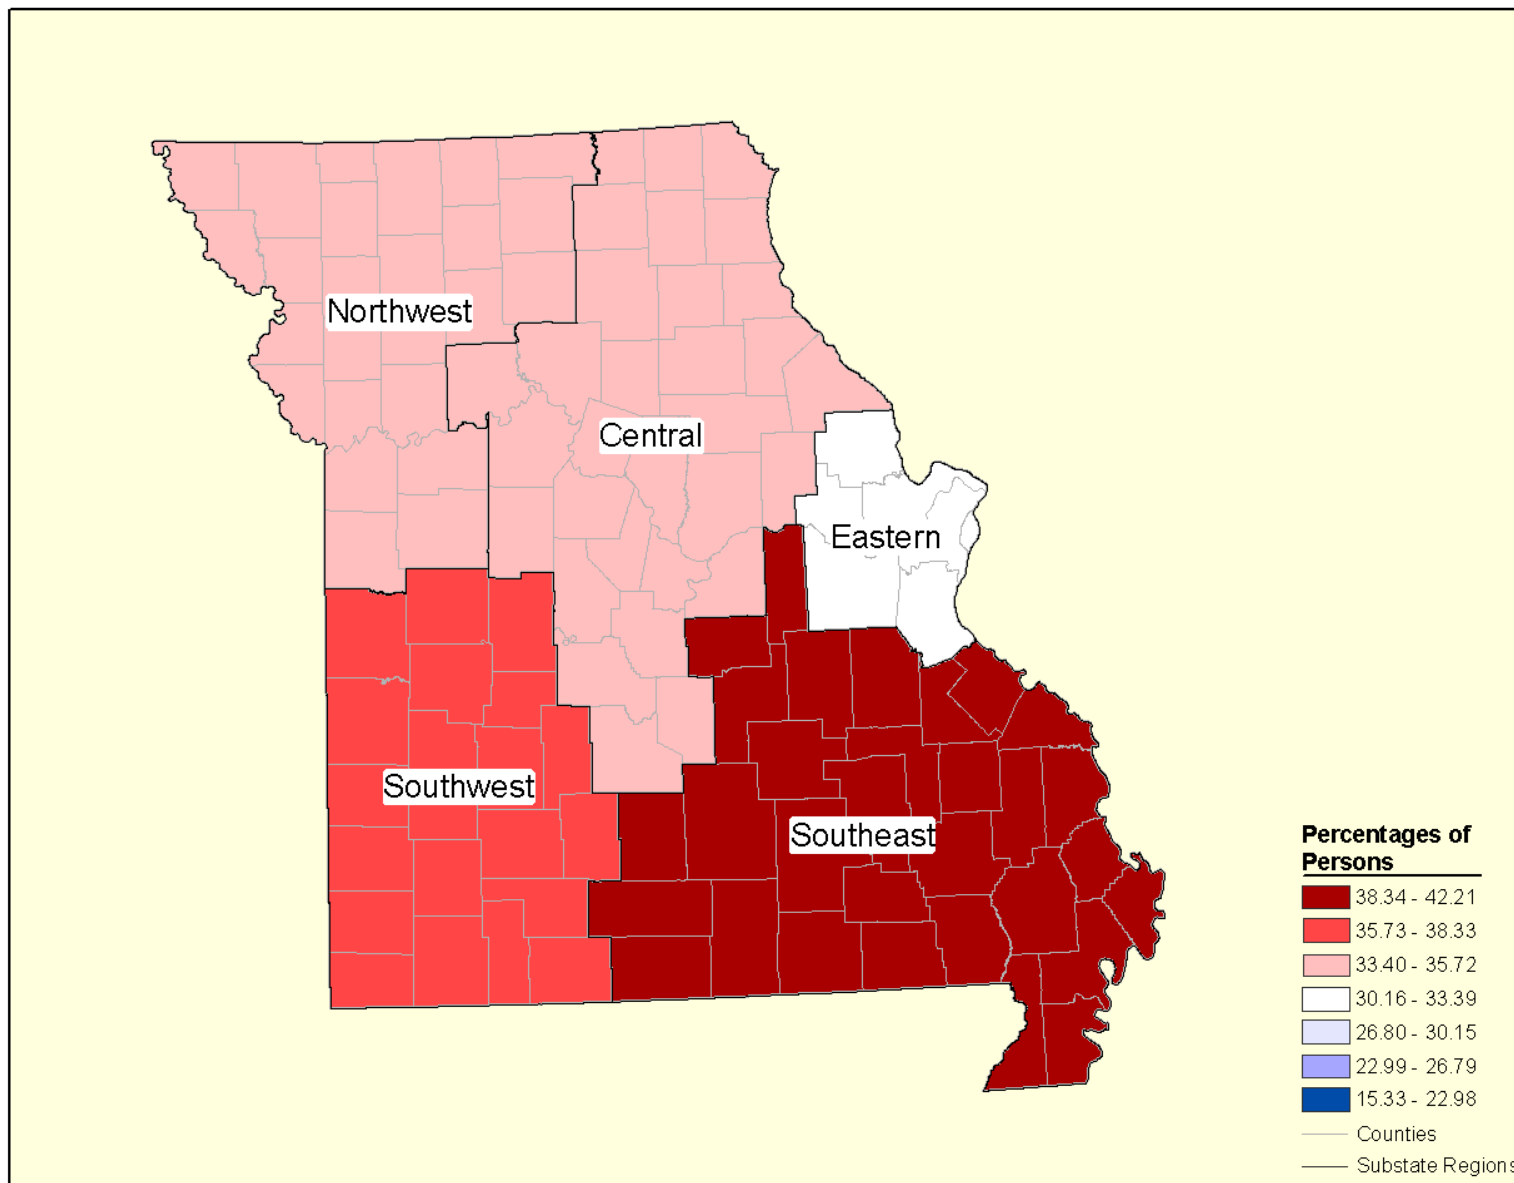 Northwest
Central
Eastern
Southwest
Southeast
Percentages of
Persons
38.34 - 42.21
35.73 - 38.33
33.40 - 35.72
30.16 - 33.39
26.80 - 30.15
22.99 - 26.79
15.33 - 22.98
Counties
Substate Regions